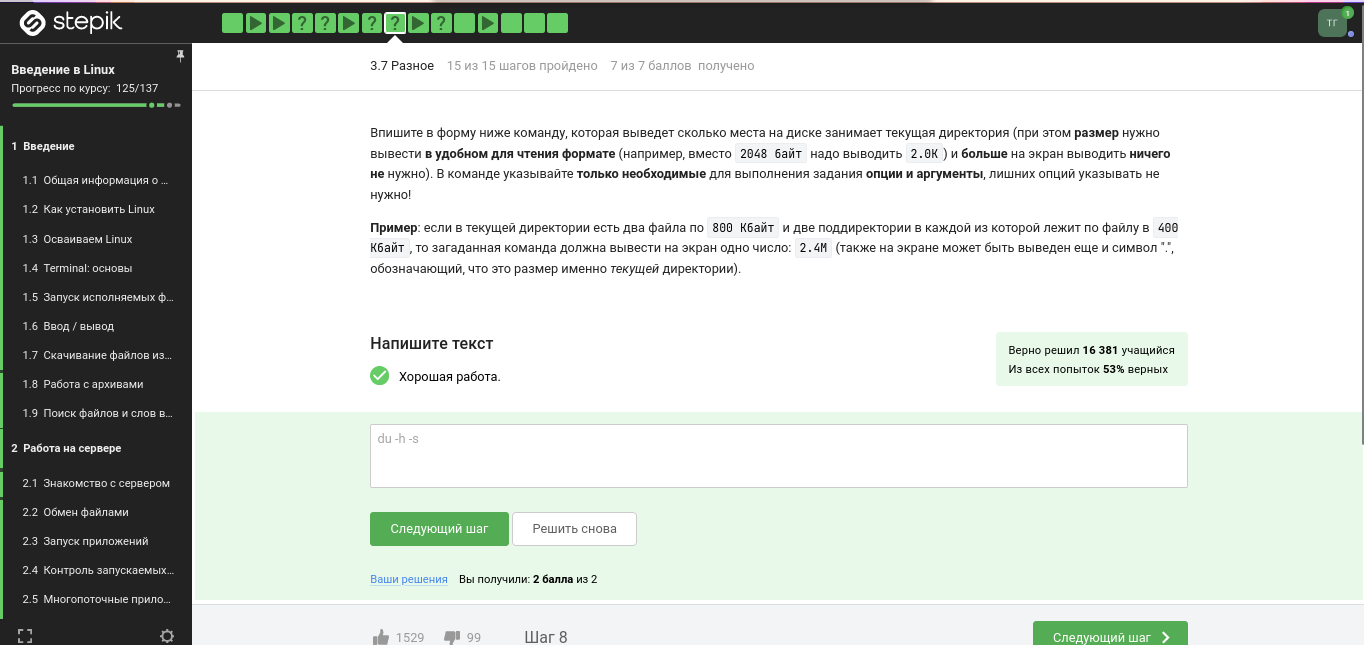 stepik
? ? ? ? ?
ТГ
1
Введение в Linux
Прогресс по курсу: 125/137
1 Введение
1.1 Общая информация о ...
1.2 Как установить Linux
1.3 Осваиваем Linux
1.4 Terminal: основы
1.5 Запуск исполняемых ф...
1.6 Ввод / вывод
1.7 Скачивание файлов из...
1.8 Работа с архивами
1.9 Поиск файлов и слов в...
2 Работа на сервере
2.1 Знакомство с сервером
2.2 Обмен файлами
2.3 Запуск приложений
2.4 Контроль запускаемых...
2.5 Многопоточные прило...
3.7 Разное 15 из 15 шагов пройдено 7 из 7 баллов получено
Впишите в форму ниже команду, которая выведет сколько места на диске занимает текущая директория (при этом размер нужно
вывести в удобном для чтения формате (например, вместо 2048 байт надо выводить 2.0K ) и больше на экран выводить ничего
не нужно). В команде указывайте только необходимые для выполнения задания опции и аргументы, лишних опций указывать не
нужно!
Пример: если в текущей директории есть два файла по 800 Кбайт и две поддиректории в каждой из которой лежит по файлу в 400
Кбайт, то загаданная команда должна вывести на экран одно число: 2.4M (также на экране может быть выведен еще и символ ".",
обозначающий, что это размер именно текущей директории).
Напишите текст
Хорошая работа.
Верно решил 16 381 учащийся
Из всех попыток 53% верных
du -h -s
Следующий шаг
Решить снова
Ваши решения Вы получили: 2 балла из 2
1529 99 Шаг 8
Следующий шаг